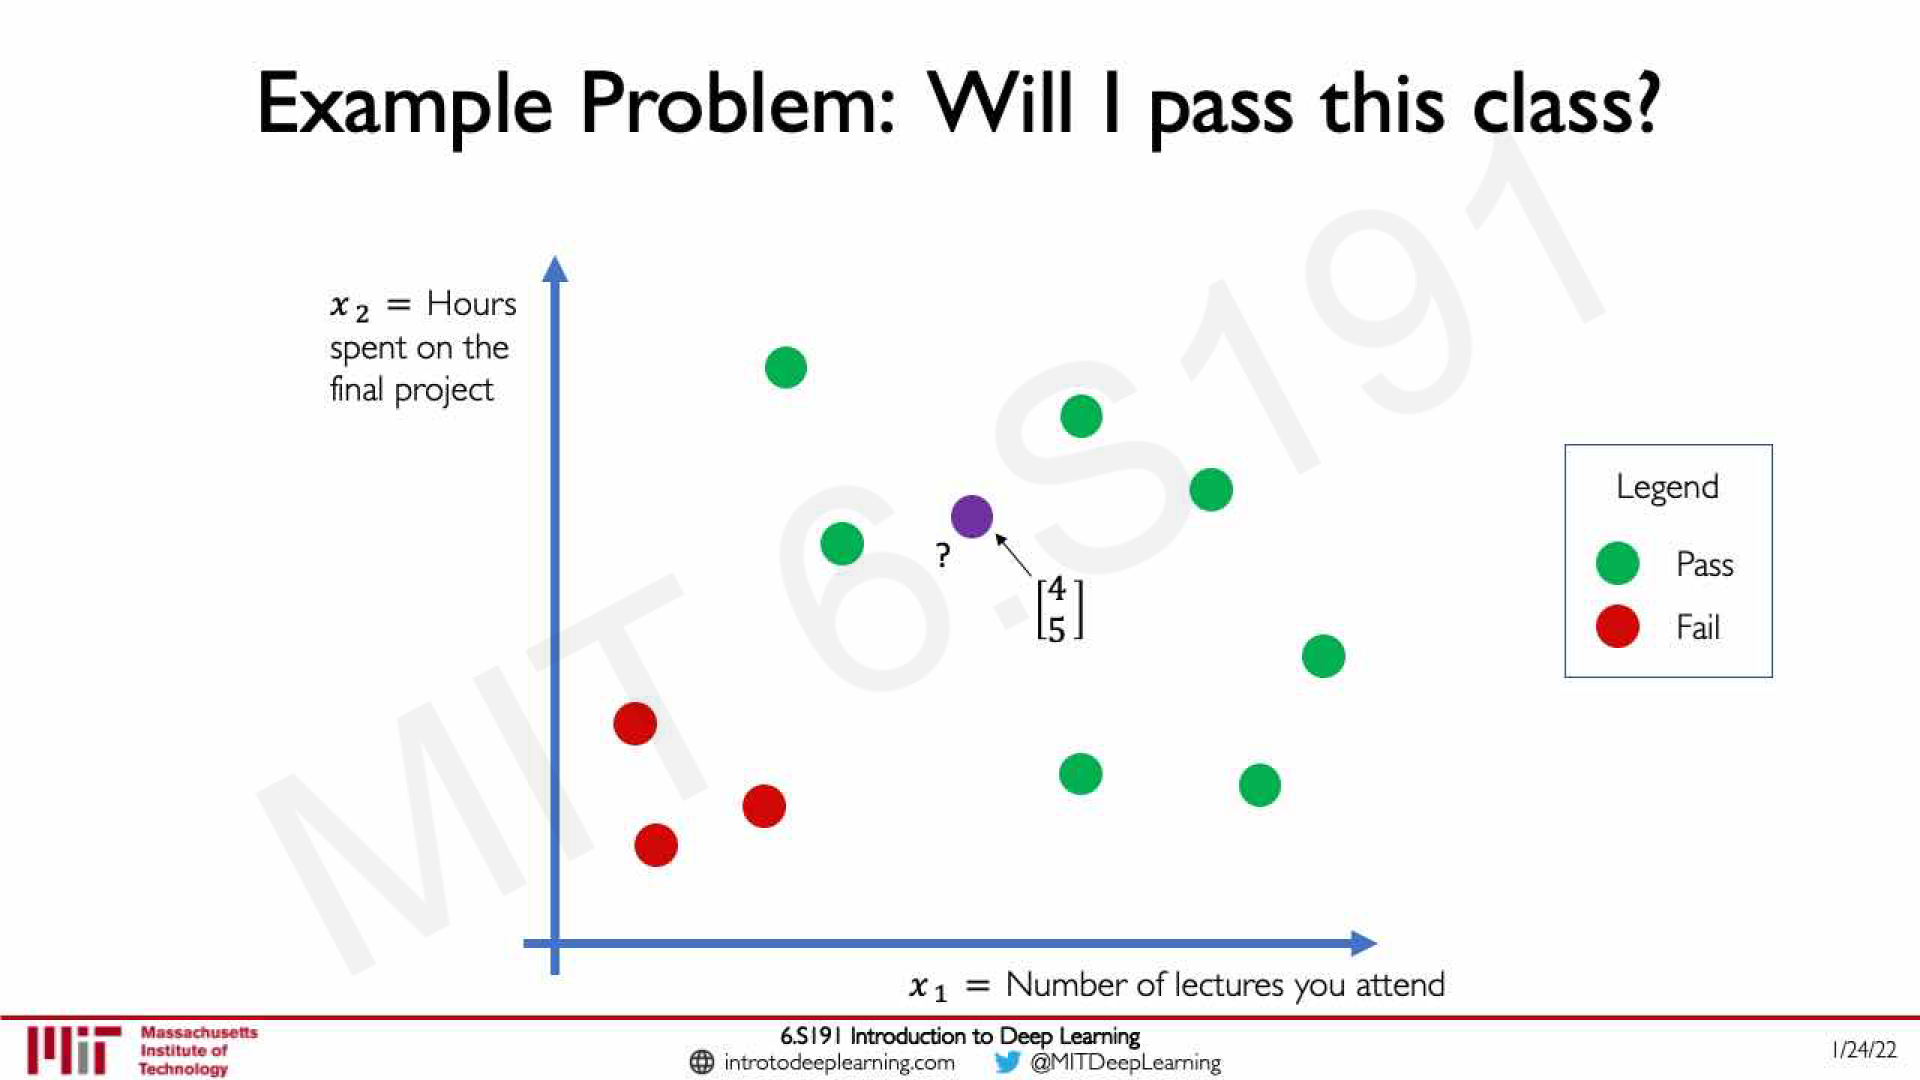 Example Problem: Will I pass this class?
x₂ = Hours
spent on the
final project
?
[4
5]
Legend
Pass
Fail
x₁ = Number of lectures you attend
MIT 6.S191
Massachusetts
Institute of
Technology
6.S191 Introduction to Deep Learning
introtodeeplearning.com @MITDeepLearning
1/24/22